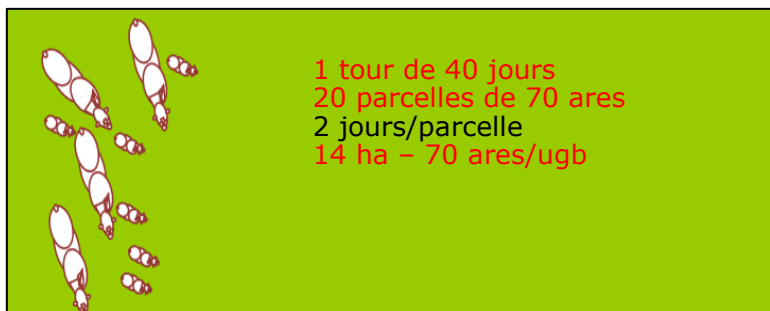 1 tour de 40 jours
20 parcelles de 70 ares
2 jours/parcelle
14 ha – 70 ares/ugb